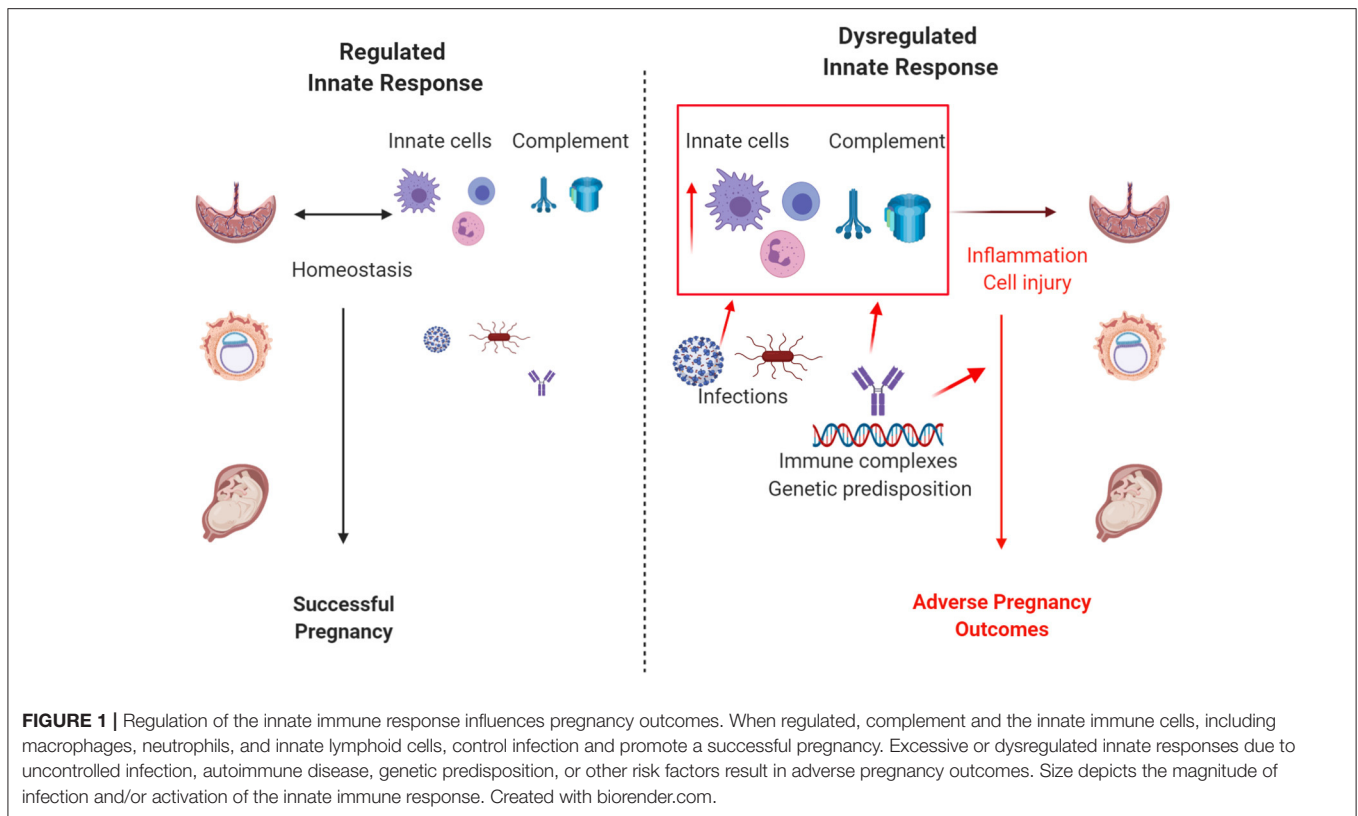 Regulated
Innate Response
Innate cells
Complement
Homeostasis
Successful
Pregnancy
Dysregulated
Innate Response
Innate cells
Complement
Inflammation
Cell injury
Infections
Immune complexes
Genetic predisposition
Adverse Pregnancy
Outcomes
FIGURE 1 | Regulation of the innate immune response influences pregnancy outcomes. When regulated, complement and the innate immune cells, including
macrophages, neutrophils, and innate lymphoid cells, control infection and promote a successful pregnancy. Excessive or dysregulated innate responses due to
uncontrolled infection, autoimmune disease, genetic predisposition, or other risk factors result in adverse pregnancy outcomes. Size depicts the magnitude of
infection and/or activation of the innate immune response. Created with biorender.com.